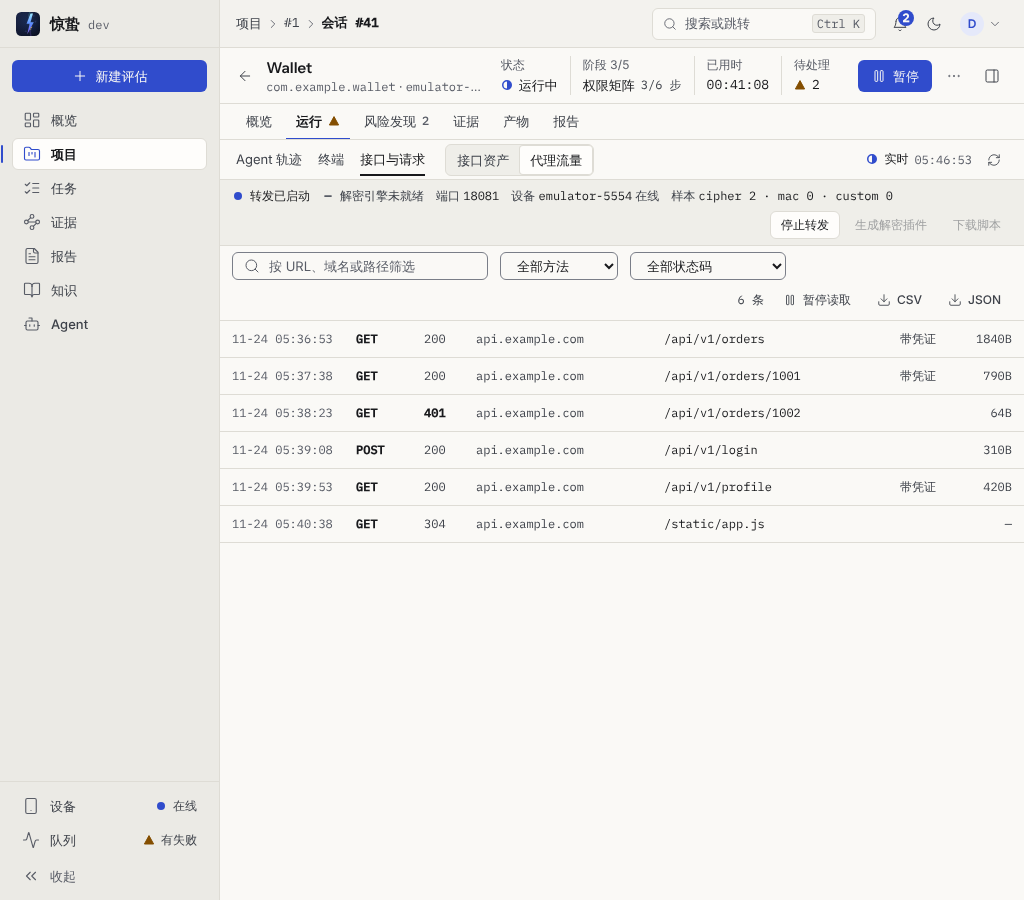 惊蛰 dev
项目 > #1 > 会话 #41
搜索或跳转 Ctrl K
2
D
新建评估
概览
项目
任务
证据
报告
知识
Agent
设备 在线
队列 有失败
收起
Wallet
com.example.wallet · emulator-…
状态
运行中
阶段 3/5
权限矩阵 3/6 步
已用时
00:41:08
待处理
2
暂停
概览 运行 风险发现 2 证据 产物 报告
Agent 轨迹 终端 接口与请求 接口资产 代理流量 实时 05:46:53
转发已启动 — 解密引擎未就绪 端口 18081 设备 emulator-5554 在线 样本 cipher 2 · mac 0 · custom 0
停止转发 生成解密插件 下载脚本
按 URL、域名或路径筛选 全部方法 全部状态码
6 条 暂停读取 CSV JSON
11-24 05:36:53 GET 200 api.example.com /api/v1/orders 带凭证 1840B
11-24 05:37:38 GET 200 api.example.com /api/v1/orders/1001 带凭证 790B
11-24 05:38:23 GET 401 api.example.com /api/v1/orders/1002 64B
11-24 05:39:08 POST 200 api.example.com /api/v1/login 310B
11-24 05:39:53 GET 200 api.example.com /api/v1/profile 带凭证 420B
11-24 05:40:38 GET 304 api.example.com /static/app.js —